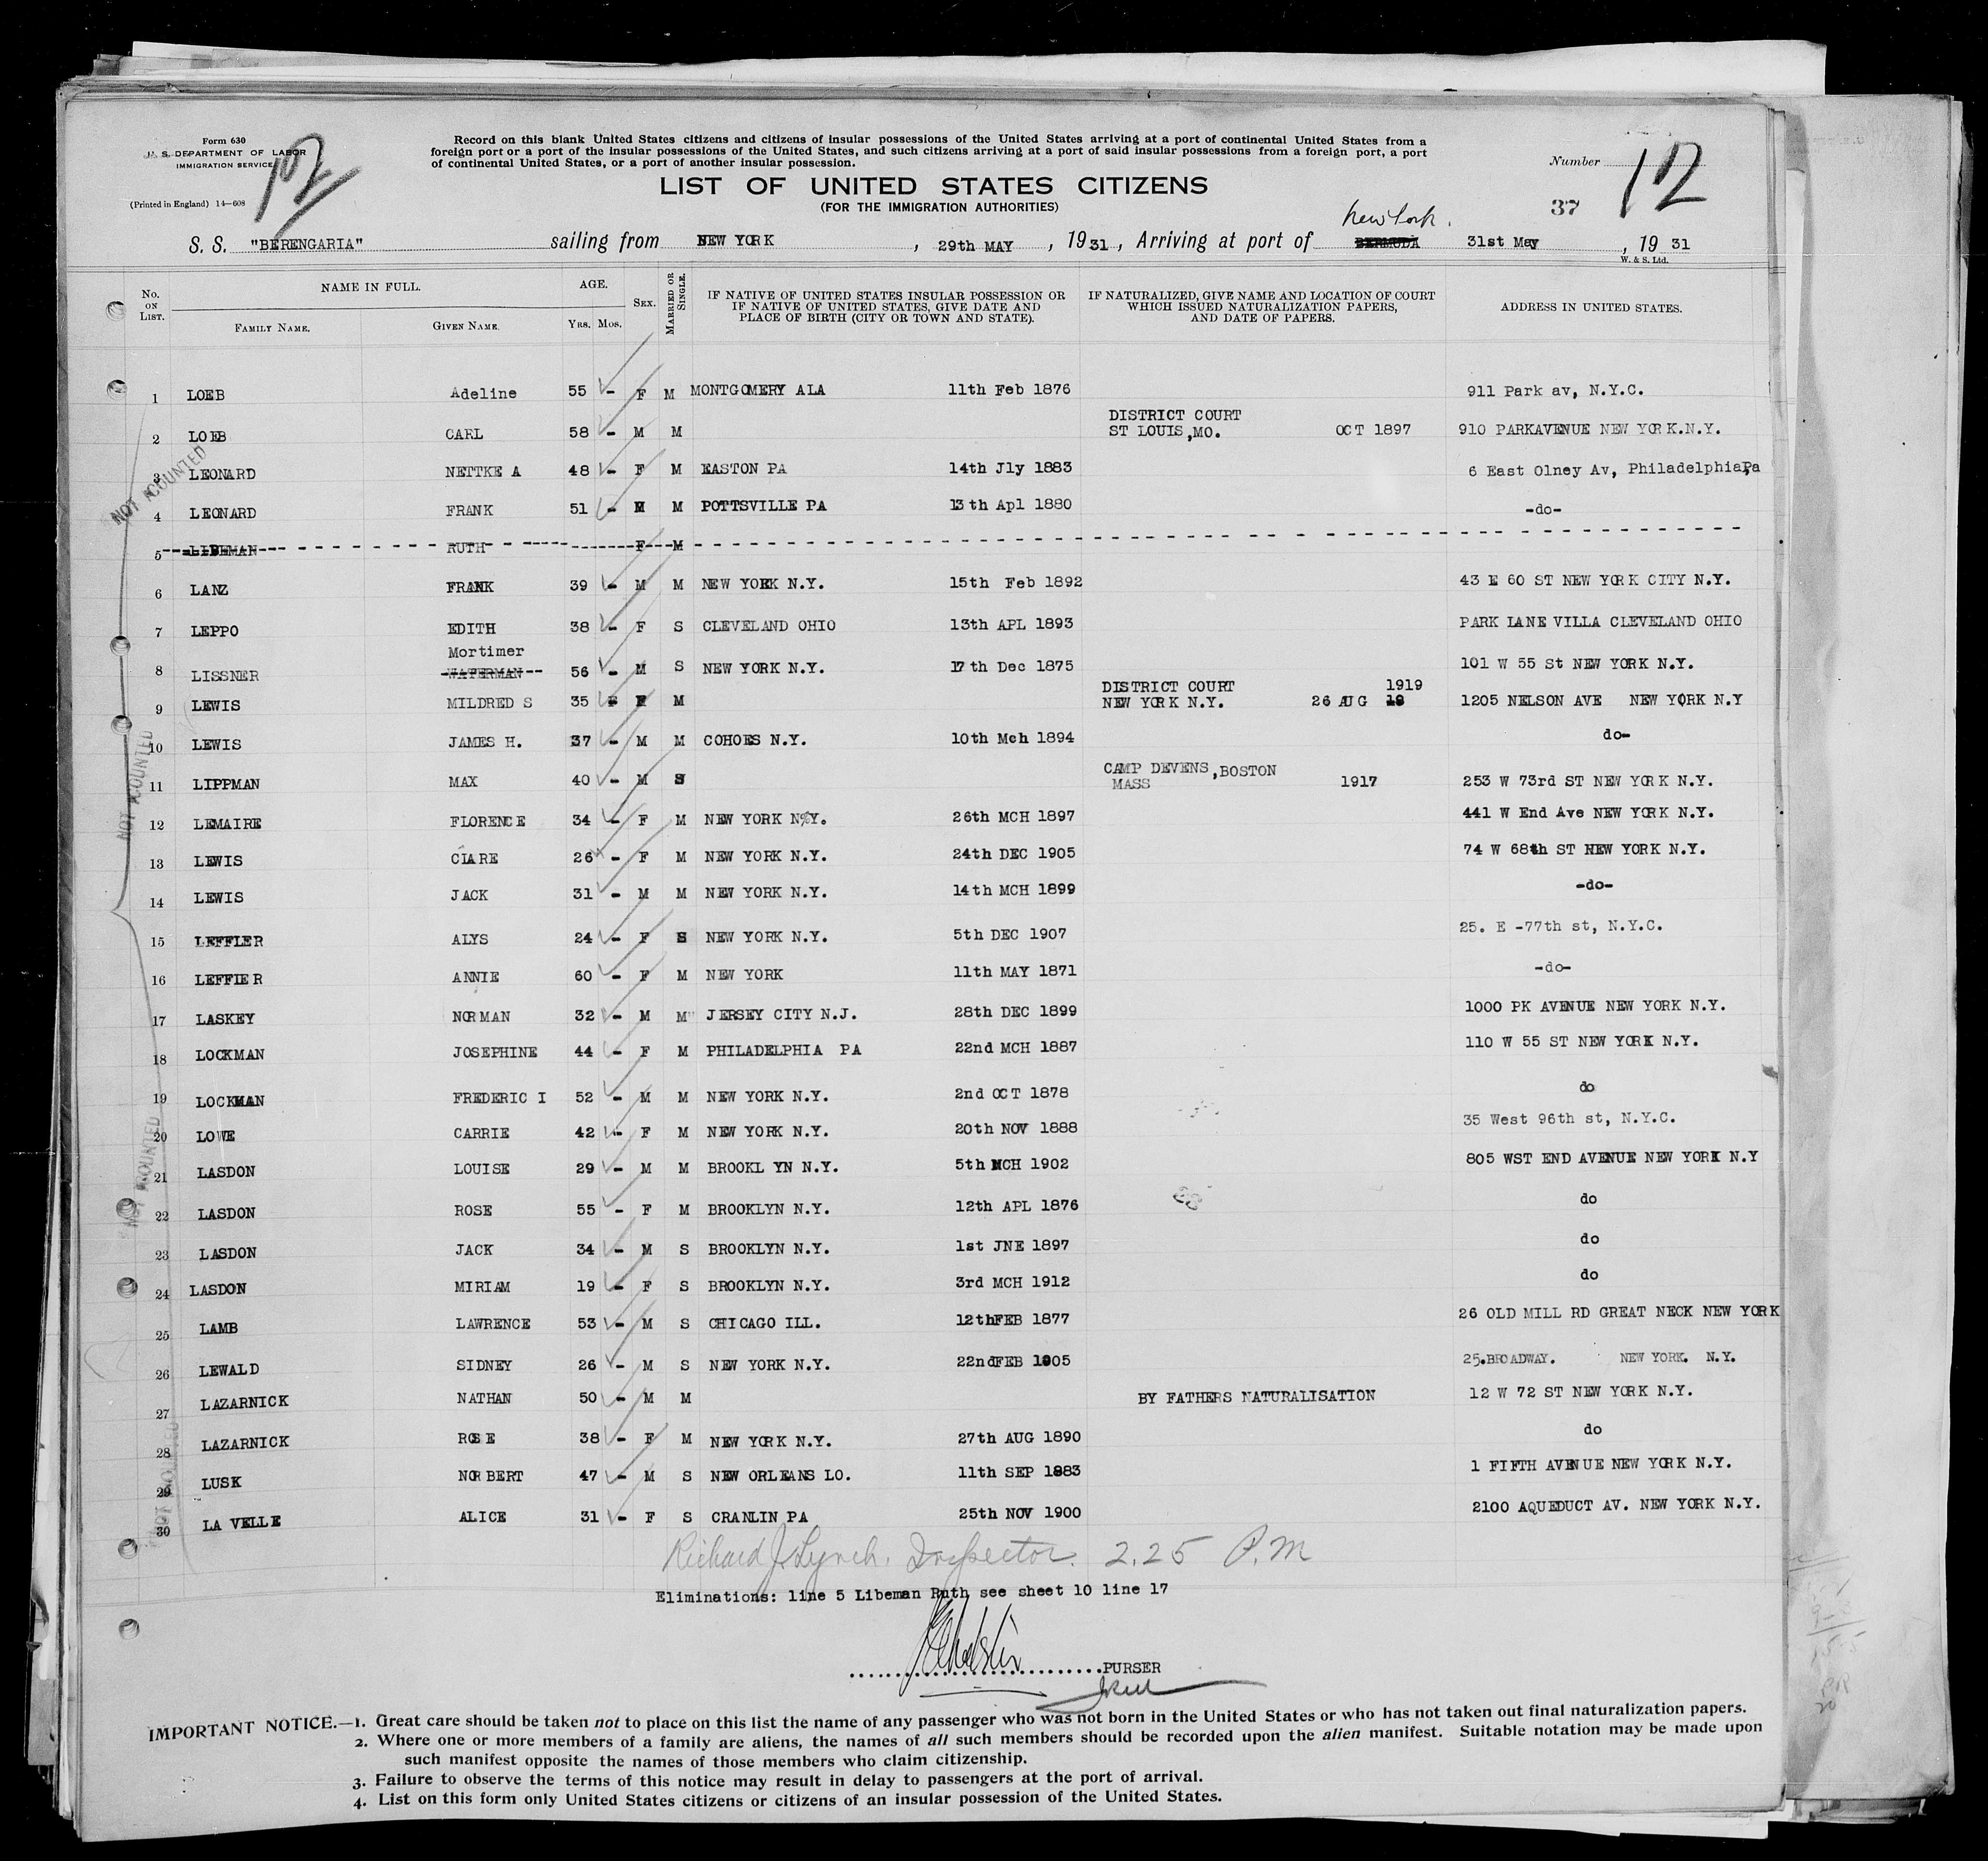 Form 630
U. S. DEPARTMENT OF LABOR
IMMIGRATION SERVICE
(Printed in England) 14—608
12
Record on this blank United States citizens and citizens of insular possessions of the United States arriving at a port of continental United States from a
foreign port or a port of the insular possessions of the United States, and such citizens arriving at a port of said insular possessions from a foreign port, a port
of continental United States, or a port of another insular possession.
Number 12
LIST OF UNITED STATES CITIZENS
(FOR THE IMMIGRATION AUTHORITIES)
37
New York.
S. S. "BERENGARIA" sailing from NEW YORK, 29th MAY, 1931, Arriving at port of BERMUDA 31st May, 19 31
W. & S. Ltd.
No. ON LIST. NAME IN FULL. FAMILY NAME. GIVEN NAME. AGE. YRS. MOS. SEX. MARRIED OR SINGLE. IF NATIVE OF UNITED STATES INSULAR POSSESSION OR IF NATIVE OF UNITED STATES, GIVE DATE AND PLACE OF BIRTH (CITY OR TOWN AND STATE). IF NATURALIZED, GIVE NAME AND LOCATION OF COURT WHICH ISSUED NATURALIZATION PAPERS, AND DATE OF PAPERS. ADDRESS IN UNITED STATES.
1 LOEB Adeline 55 - F M MONTGOMERY ALA 11th Feb 1876 911 Park av, N.Y.C.
2 LOEB CARL 58 - M M DISTRICT COURT ST LOUIS,MO. OCT 1897 910 PARKAVENUE NEW YORK.N.Y.
3 LEONARD NETTKE A 48 - F M EASTON PA 14th Jly 1883 6 East Olney Av, Philadelphia,Pa
4 LEONARD FRANK 51 - M M POTTSVILLE PA 13th Apl 1880 -do-
5 LIBEMAN RUTH F M
6 LANZ FRANK 39 - M M NEW YORK N.Y. 15th Feb 1892 43 E 60 ST NEW YORK CITY N.Y.
7 LEPPO EDITH 38 - F S CLEVELAND OHIO 13th APL 1893 PARK LANE VILLA CLEVELAND OHIO
8 LISSNER Mortimer WATERMAN 56 - M S NEW YORK N.Y. 17th Dec 1875 101 W 55 St NEW YORK N.Y.
9 LEWIS MILDRED S 35 F M DISTRICT COURT NEW YORK N.Y. 26 AUG 1919 1205 NELSON AVE NEW YORK N.Y
10 LEWIS JAMES H. 37 - M M COHOES N.Y. 10th Mch 1894 do-
11 LIPPMAN MAX 40 - M S CAMP DEVENS,BOSTON MASS 1917 253 W 73rd ST NEW YORK N.Y.
12 LEMAIRE FLORENCE 34 - F M NEW YORK N.Y. 26th MCH 1897 441 W End Ave NEW YORK N.Y.
13 LEWIS CLARE 26 - F M NEW YORK N.Y. 24th DEC 1905 74 W 68th ST NEW YORK N.Y.
14 LEWIS JACK 31 - M M NEW YORK N.Y. 14th MCH 1899 -do-
15 LEFFLER ALYS 24 - F S NEW YORK N.Y. 5th DEC 1907 25. E -77th st, N.Y.C.
16 LEFFLER ANNIE 60 - F M NEW YORK 11th MAY 1871 -do-
17 LASKEY NORMAN 32 - M M JERSEY CITY N.J. 28th DEC 1899 1000 PK AVENUE NEW YORK N.Y.
18 LOCKMAN JOSEPHINE 44 - F M PHILADELPHIA PA 22nd MCH 1887 110 W 55 ST NEW YORK N.Y.
19 LOCKMAN FREDERIC I 52 - M M NEW YORK N.Y. 2nd OCT 1878 do
20 LOWE CARRIE 42 - F M NEW YORK N.Y. 20th NOV 1888 35 West 96th st, N.Y.C.
21 LASDON LOUISE 29 - M M BROOKLYN N.Y. 5th MCH 1902 805 WST END AVENUE NEW YORK N.Y
22 LASDON ROSE 55 - F M BROOKLYN N.Y. 12th APL 1876 do
23 LASDON JACK 34 - M S BROOKLYN N.Y. 1st JNE 1897 do
24 LASDON MIRIAM 19 - F S BROOKLYN N.Y. 3rd MCH 1912 do
25 LAMB LAWRENCE 53 - M S CHICAGO ILL. 12thFEB 1877 26 OLD MILL RD GREAT NECK NEW YORK
26 LEWALD SIDNEY 26 - M S NEW YORK N.Y. 22ndFEB 1905 25.BROADWAY. NEW YORK. N.Y.
27 LAZARNICK NATHAN 50 - M M BY FATHERS NATURALISATION 12 W 72 ST NEW YORK N.Y.
28 LAZARNICK ROSE 38 - F M NEW YORK N.Y. 27th AUG 1890 do
29 LUSK NORBERT 47 - M S NEW ORLEANS LO. 11th SEP 1883 1 FIFTH AVENUE NEW YORK N.Y.
30 LA VELLE ALICE 31 - F S CRANLIN PA 25th NOV 1900 2100 AQUEDUCT AV. NEW YORK N.Y.
NOT ACOUNTED
NOT ACOUNTED
NOT ACOUNTED
NOT ACOUNTED
Richard J. Lynch. Inspector. 2.25 P.M
Eliminations: line 5 Libeman Ruth see sheet 10 line 17
PURSER
IMPORTANT NOTICE.—1. Great care should be taken not to place on this list the name of any passenger who was not born in the United States or who has not taken out final naturalization papers.
2. Where one or more members of a family are aliens, the names of all such members should be recorded upon the alien manifest. Suitable notation may be made upon
such manifest opposite the names of those members who claim citizenship.
3. Failure to observe the terms of this notice may result in delay to passengers at the port of arrival.
4. List on this form only United States citizens or citizens of an insular possession of the United States.